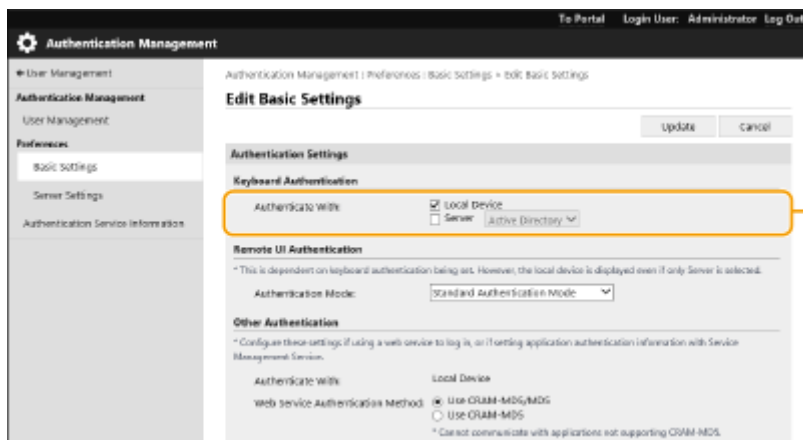 To Portal Login User: Administrator Log Out
Authentication Management
User Management
Authentication Management : Preferences : Basic Settings > Edit Basic Settings
Authentication Management
User Management
Preferences
Basic Settings
Server Settings
Authentication Service Information
Edit Basic Settings
Update Cancel
Authentication Settings
Keyboard Authentication
Authenticate With: Local Device
Server Active Directory
Remote UI Authentication
* This is dependent on keyboard authentication being set. However, the local device is displayed even if only Server is selected.
Authentication Mode: Standard Authentication Mode
Other Authentication
* Configure these settings if using a web service to log in, or if setting application authentication information with Service
Management Service.
Authenticate With: Local Device
Web Service Authentication Method: Use CRAM-MD5/MD5
Use CRAM-MD5
* Cannot communicate with applications not supporting CRAM-MD5.